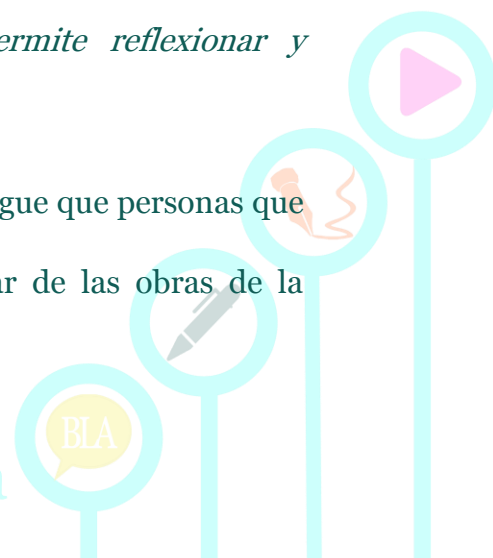 ermite reflexionar y
gue que personas que
ar de las obras de la
BLA